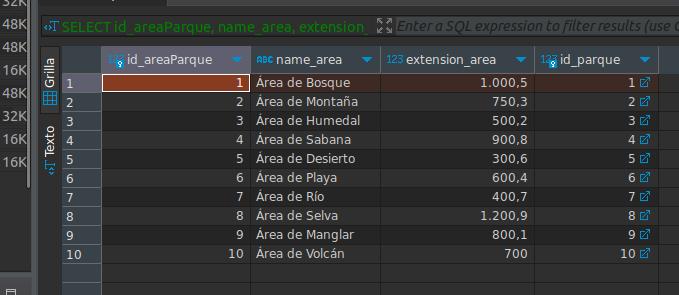 32K
48K
48K
16K
48K
32K
16K
16K
SELECT id_areaParque, name_area, extension_
Enter a SQL expression to filter results (use C
Grilla
Texto
123 id_areaParque ABC name_area 123 extension_area 123 id_parque
1 1 Área de Bosque 1.000,5 1
2 2 Área de Montaña 750,3 2
3 3 Área de Humedal 500,2 3
4 4 Área de Sabana 900,8 4
5 5 Área de Desierto 300,6 5
6 6 Área de Playa 600,4 6
7 7 Área de Río 400,7 7
8 8 Área de Selva 1.200,9 8
9 9 Área de Manglar 800,1 9
10 10 Área de Volcán 700 10